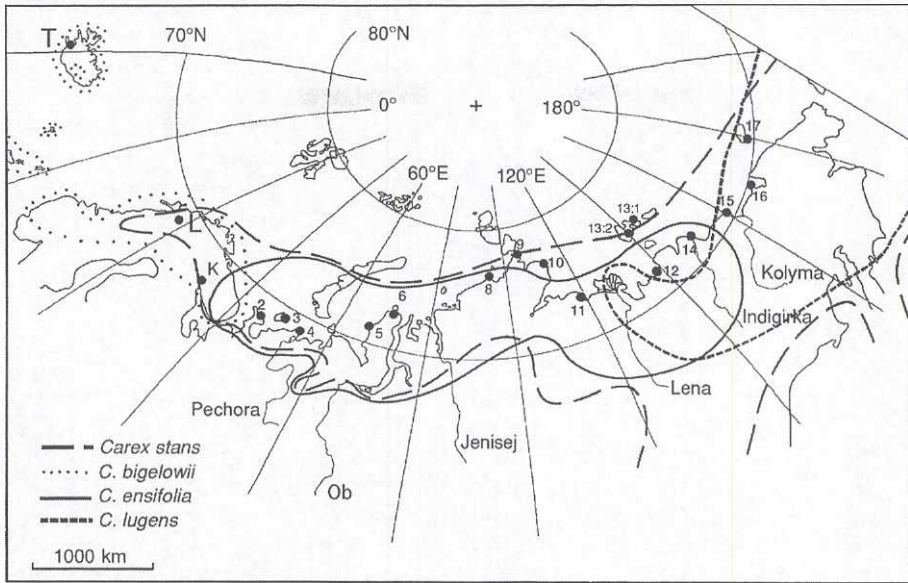 T
70°N
80°N
0°
180°
17
60°E
120°E
16
15
13:1
13:2
L
9
14
K
10
12
Kolyma
8
6
11
2
3
4
5
Indigirka
Lena
Pechora
Jenisej
Ob
Carex stans
C. bigelowii
C. ensifolia
C. lugens
1000 km